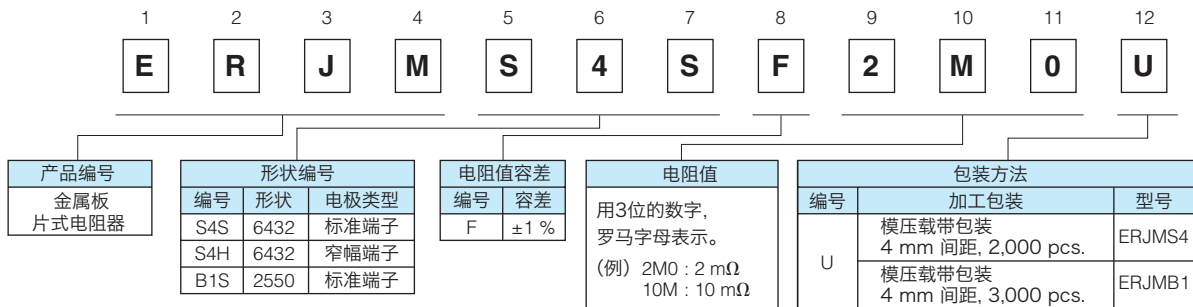 1 2 3 4 5 6 7 8 9 10 11 12
E R J M S 4 S F 2 M 0 U
产品编号
金属板
片式电阻器
形状编号
编号 形状 电极类型
S4S 6432 标准端子
S4H 6432 窄幅端子
B1S 2550 标准端子
电阻值容差
编号 容差
F ±1 %
电阻值
用3位的数字，
罗马字母表示。
（例）2M0 : 2 mΩ
10M : 10 mΩ
包装方法
编号 加工包装 型号
U
模压载带包装
4 mm 间距, 2,000 pcs.
ERJMS4
模压载带包装
4 mm 间距, 3,000 pcs.
ERJMB1